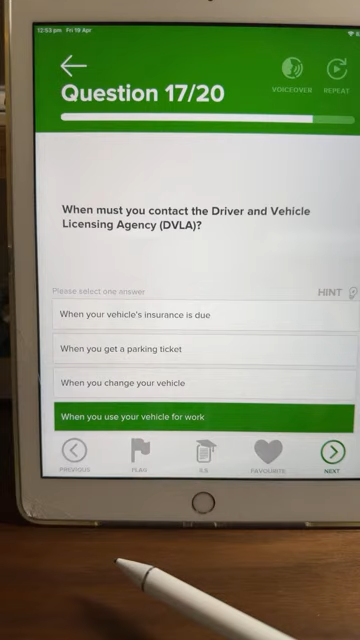 12:53 pm Fri 19 Apr
Question 17/20
VOICEOVER
REPEAT
When must you contact the Driver and Vehicle
Licensing Agency (DVLA)?
Please select one answer
HINT
When your vehicle's insurance is due
When you get a parking ticket
When you change your vehicle
When you use your vehicle for work
PREVIOUS
FLAG
FAVOURITE
NEXT